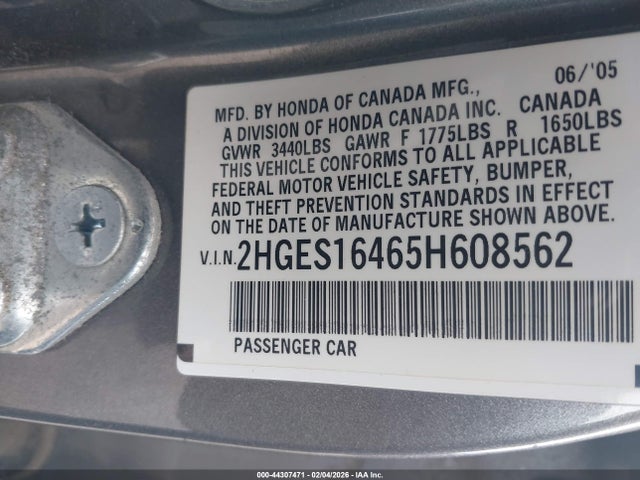 06/'05
MFD. BY HONDA OF CANADA MFG.,
A DIVISION OF HONDA CANADA INC. CANADA
GVWR 3440LBS GAWR F 1775LBS R 1650LBS
THIS VEHICLE CONFORMS TO ALL APPLICABLE
FEDERAL MOTOR VEHICLE SAFETY, BUMPER,
AND THEFT PREVENTION STANDARDS IN EFFECT
ON THE DATE OF MANUFACTURE SHOWN ABOVE.
V.I.N. 2HGES16465H608562
PASSENGER CAR
000-44307471 - 02/04/2026 - IAA Inc.